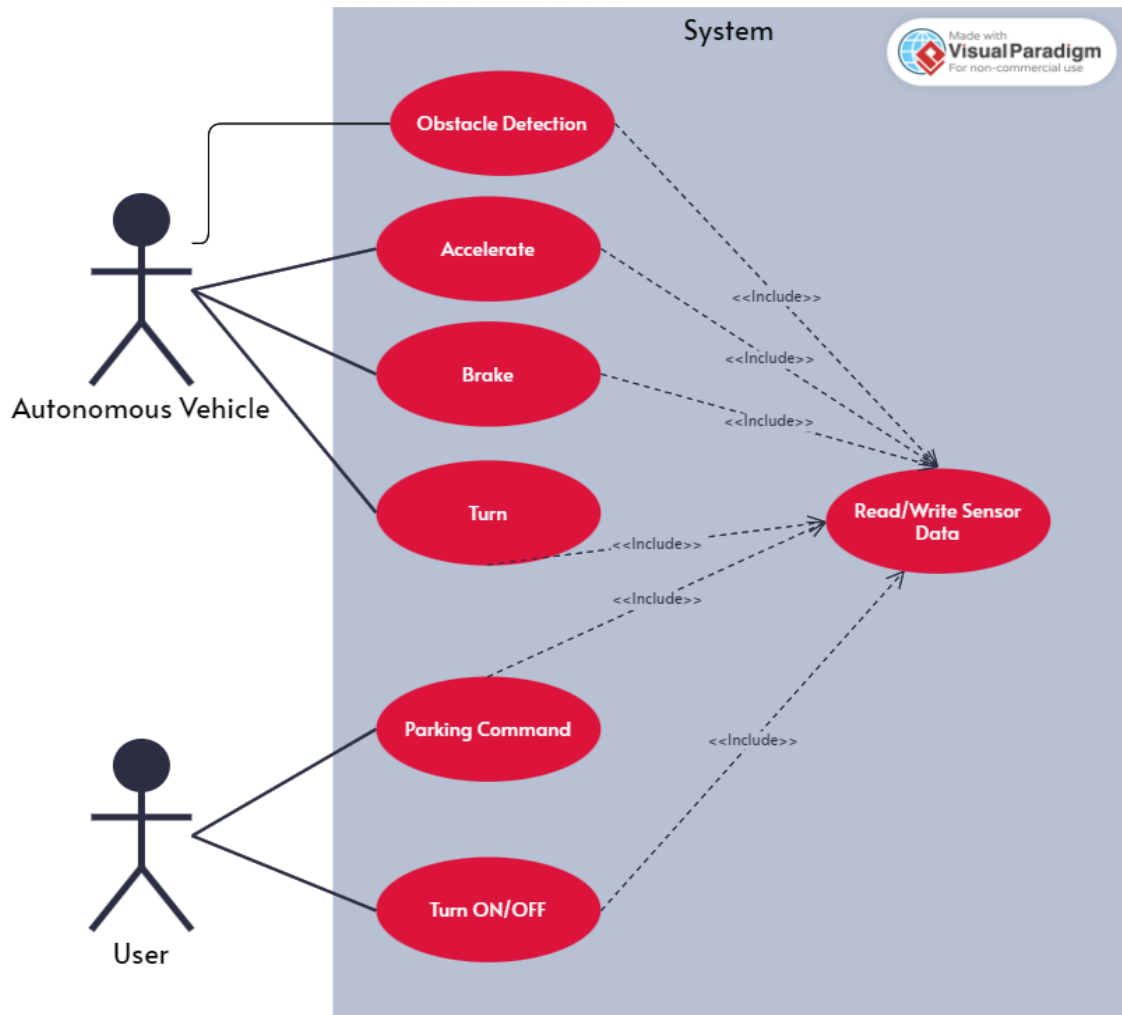 System
Made with
Visual Paradigm
For non-commercial use
Obstacle Detection
Accelerate
<<Include>>
<<Include>>
Brake
Autonomous Vehicle
<<Include>>
Turn
Read/Write Sensor
Data
<<Include>>
<<Include>>
Parking Command
<<Include>>
Turn ON/OFF
User